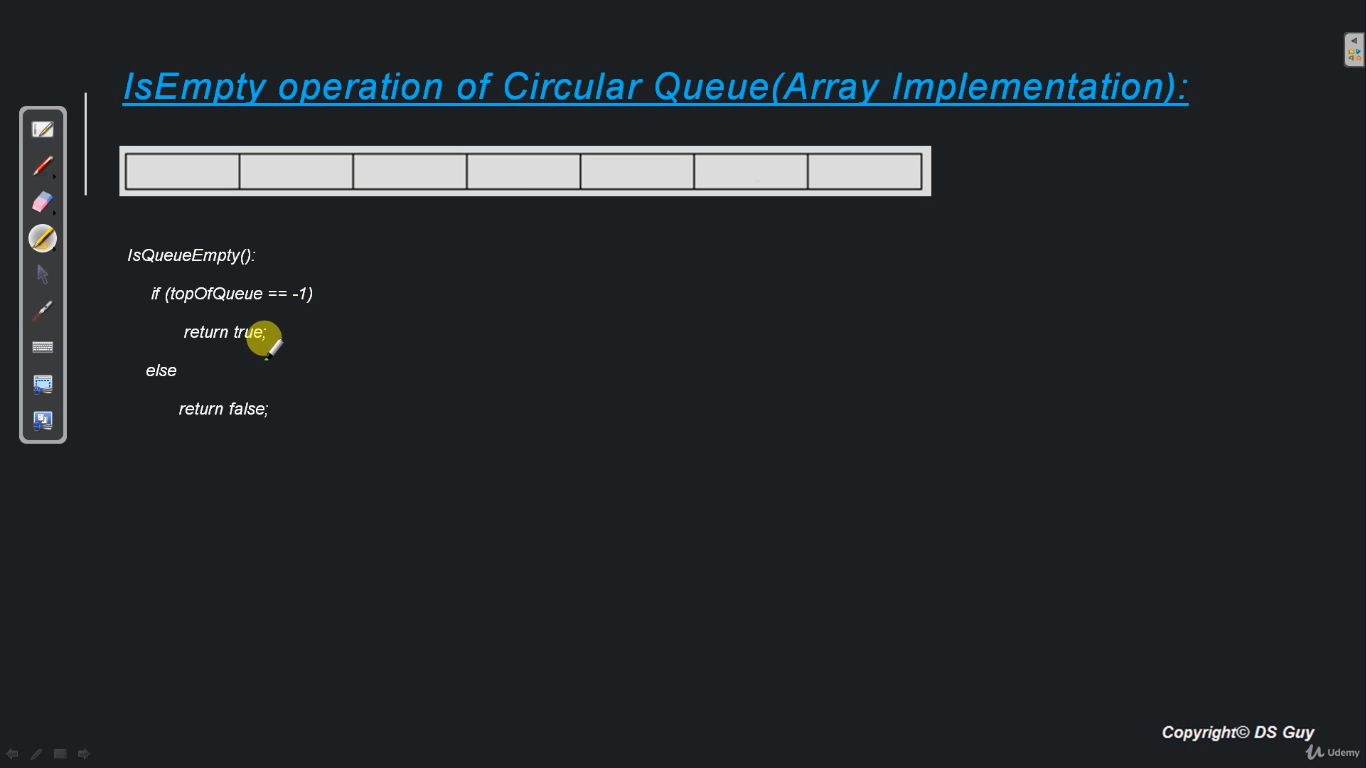 IsEmpty operation of Circular Queue(Array Implementation):
IsQueueEmpty():
if (topOfQueue == -1)
return true;
else
return false;
Copyright© DS Guy
Udemy